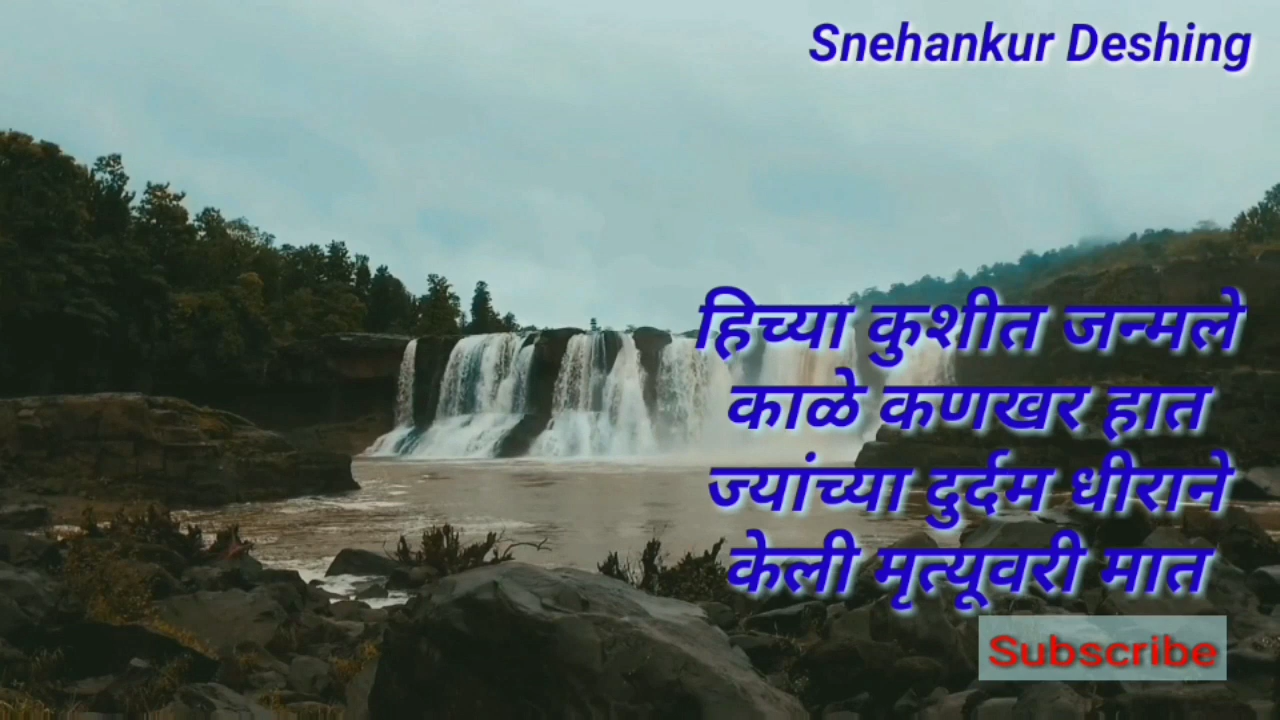 Snehankur Deshing
हिच्या कुशीत जन्मले
काळे कणखर हात
ज्यांच्या दुर्दम धीराने
केली मृत्यूवरी मात
Subscribe